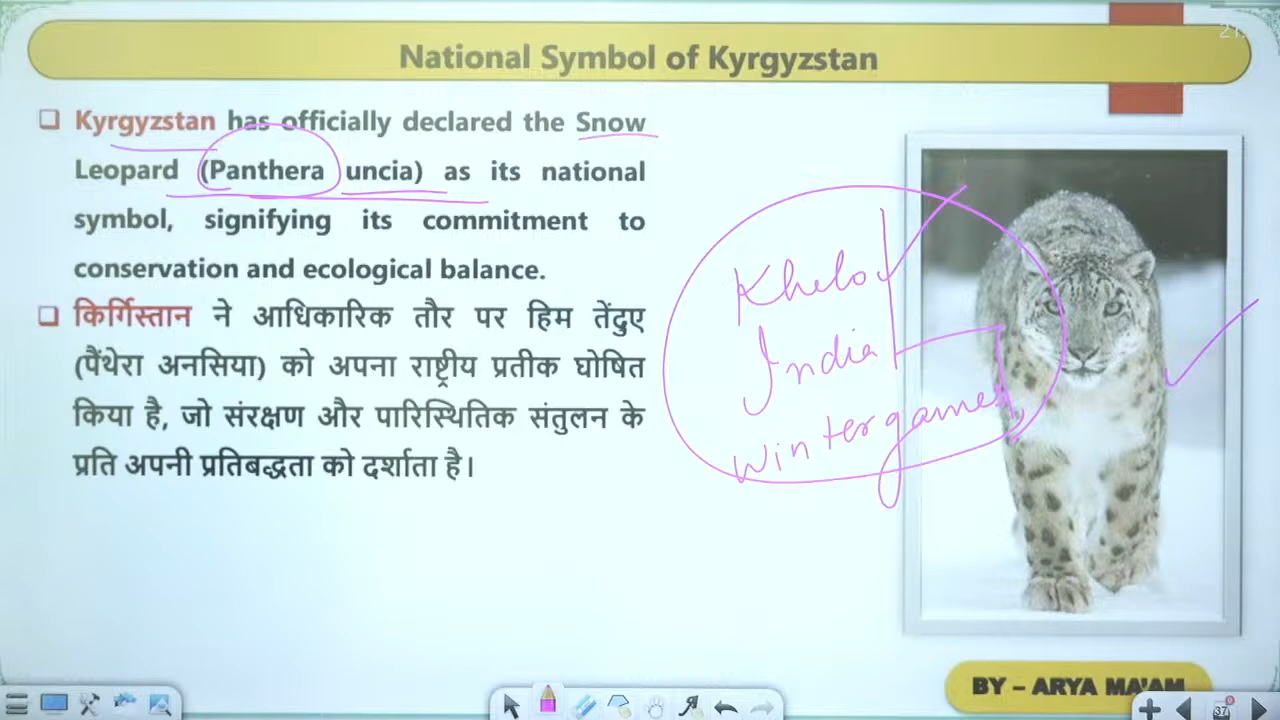 National Symbol of Kyrgyzstan
Kyrgyzstan has officially declared the Snow
Leopard (Panthera uncia) as its national
symbol, signifying its commitment to
conservation and ecological balance.
किर्गिस्तान ने आधिकारिक तौर पर हिम तेंदुए
(पैंथेरा अनसिया) को अपना राष्ट्रीय प्रतीक घोषित
किया है, जो संरक्षण और पारिस्थितिक संतुलन के
प्रति अपनी प्रतिबद्धता को दर्शाता है।
Khelo
India
Wintergames
BY – ARYA MA'AM
37